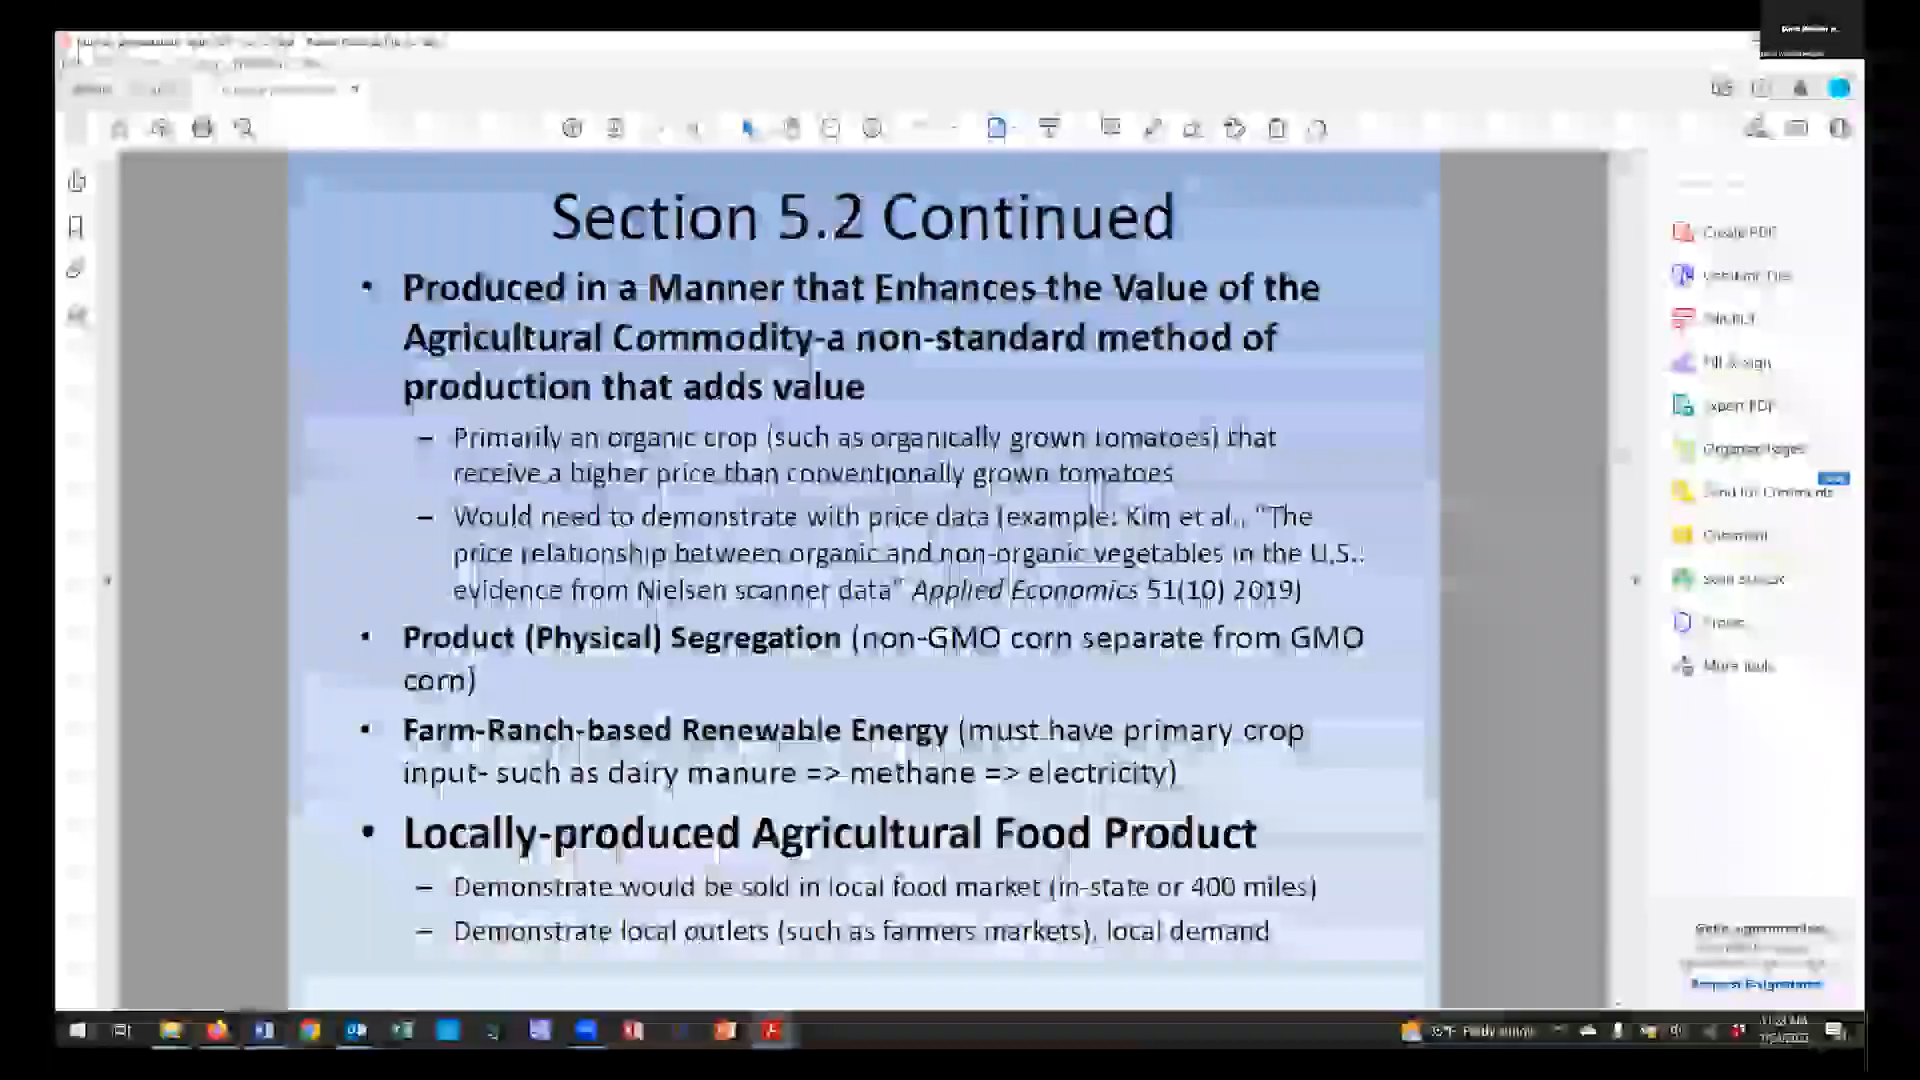 Section 5.2 Continued
• Produced in a Manner that Enhances the Value of the
Agricultural Commodity-a non-standard method of
production that adds value
– Primarily an organic crop (such as organically grown tomatoes) that
receive a higher price than conventionally grown tomatoes
– Would need to demonstrate with price data (example: Kim et al., "The
price relationship between organic and non-organic vegetables in the U.S.:
evidence from Nielsen scanner data" Applied Economics 51(10) 2019)
• Product (Physical) Segregation (non-GMO corn separate from GMO
corn)
• Farm-Ranch-based Renewable Energy (must have primary crop
input- such as dairy manure => methane => electricity)
• Locally-produced Agricultural Food Product
– Demonstrate would be sold in local food market (in-state or 400 miles)
– Demonstrate local outlets (such as farmers markets), local demand
Create PDF
Fill & Sign
Export PDF
Organize Pages
Send for Comments
Comment
More Tools
Partly sunny